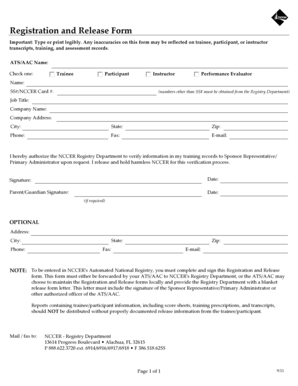 Registration and Release Form
Important: Type or print legibly. Any inaccuracies on this form may be reflected on trainee, participant, or instructor
transcripts, training, and assessment records.
ATS/AAC Name:
Check one: Trainee Participant Instructor Performance Evaluator
Name:
SS#/NCCER Card #: (numbers other than SS# must be obtained from the Registry Department)
Job Title:
Company Name:
Company Address:
City: State: Zip:
Phone: Fax: E-mail:
I hereby authorize the NCCER Registry Department to verify information in my training records to Sponsor Representative/
Primary Administrator upon request. I release and hold harmless NCCER for this verification process.
Signature: Date:
Parent/Guardian Signature: Date:
(if required)
OPTIONAL
Address:
City: State: Zip:
Phone: Fax: E-mail:
NOTE: To be entered in NCCER's Automated National Registry, you must complete and sign this Registration and Release
form. This form must either be forwarded by your ATS/AAC to NCCER's Registry Department, or the ATS/AAC may
choose to maintain the Registration and Release forms locally and provide the Registry Department with a blanket
release form letter. This form letter must include the signature of the Sponsor Representative/Primary Administrator or
other authorized officer of the ATS/AAC.
Reports containing trainee/participant information, including score sheets, training prescriptions, and transcripts,
should NOT be distributed without properly documented release information from the trainee/participant.
Mail / fax to: NCCER - Registry Department
13614 Progress Boulevard • Alachua, FL 32615
P 888.622.3720 ext. 6914/6916/6917/6918 • F 386.518.6255
Page 1 of 1